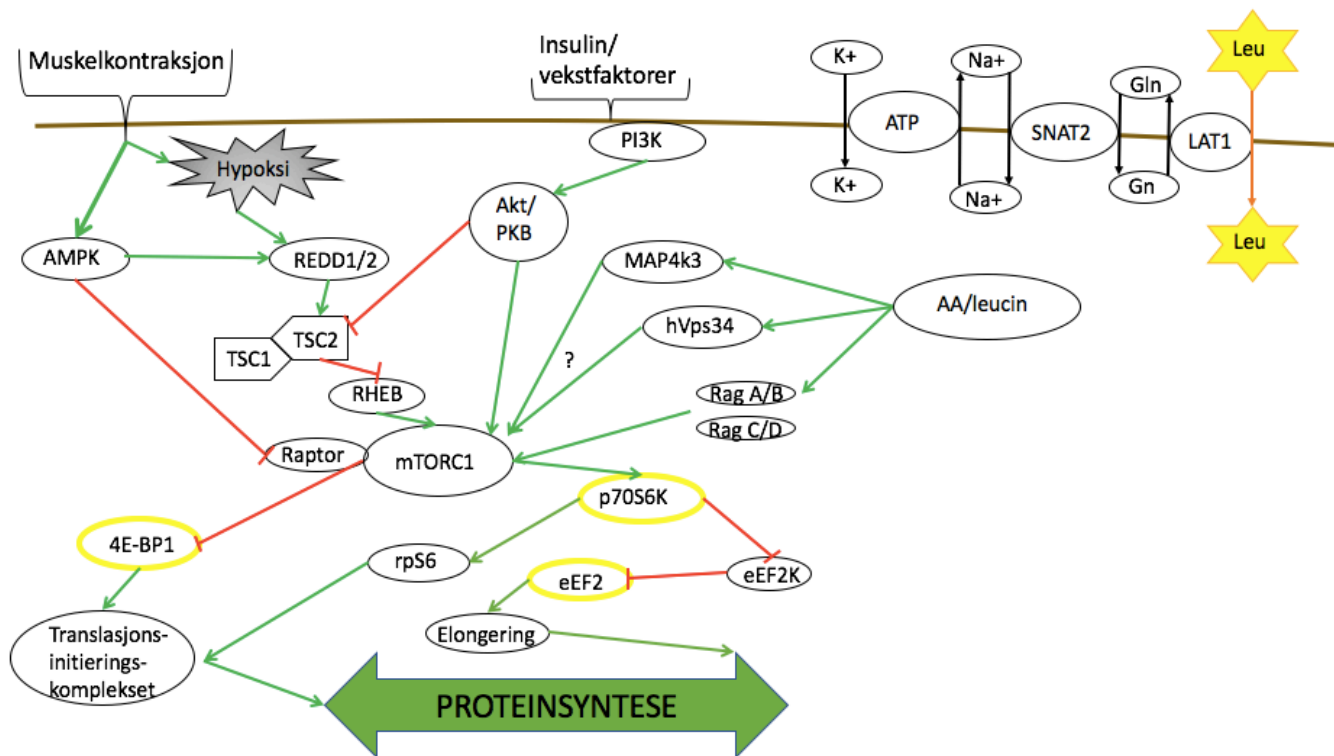 Muskelkontraksjon
Insulin/
vekstfaktorer
K+
Na+
Gln
Leu
ATP
SNAT2
LAT1
PI3K
Hypoksi
K+
Na+
Gn
Leu
Akt/
PKB
AMPK
REDD1/2
MAP4k3
AA/leucin
TSC2
TSC1
hVps34
?
RHEB
Rag A/B
Rag C/D
Raptor
mTORC1
p70S6K
4E-BP1
rpS6
eEF2
eEF2K
Elongering
Translasjons-
initierings-
komplekset
PROTEINSYNTESE